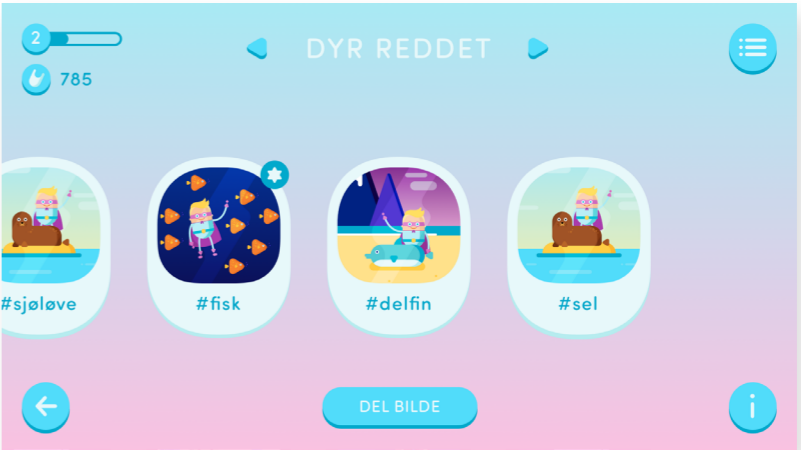 2
DYR REDDET
785
#sjøløve
#fisk
#delfin
#sel
DEL BILDE
i